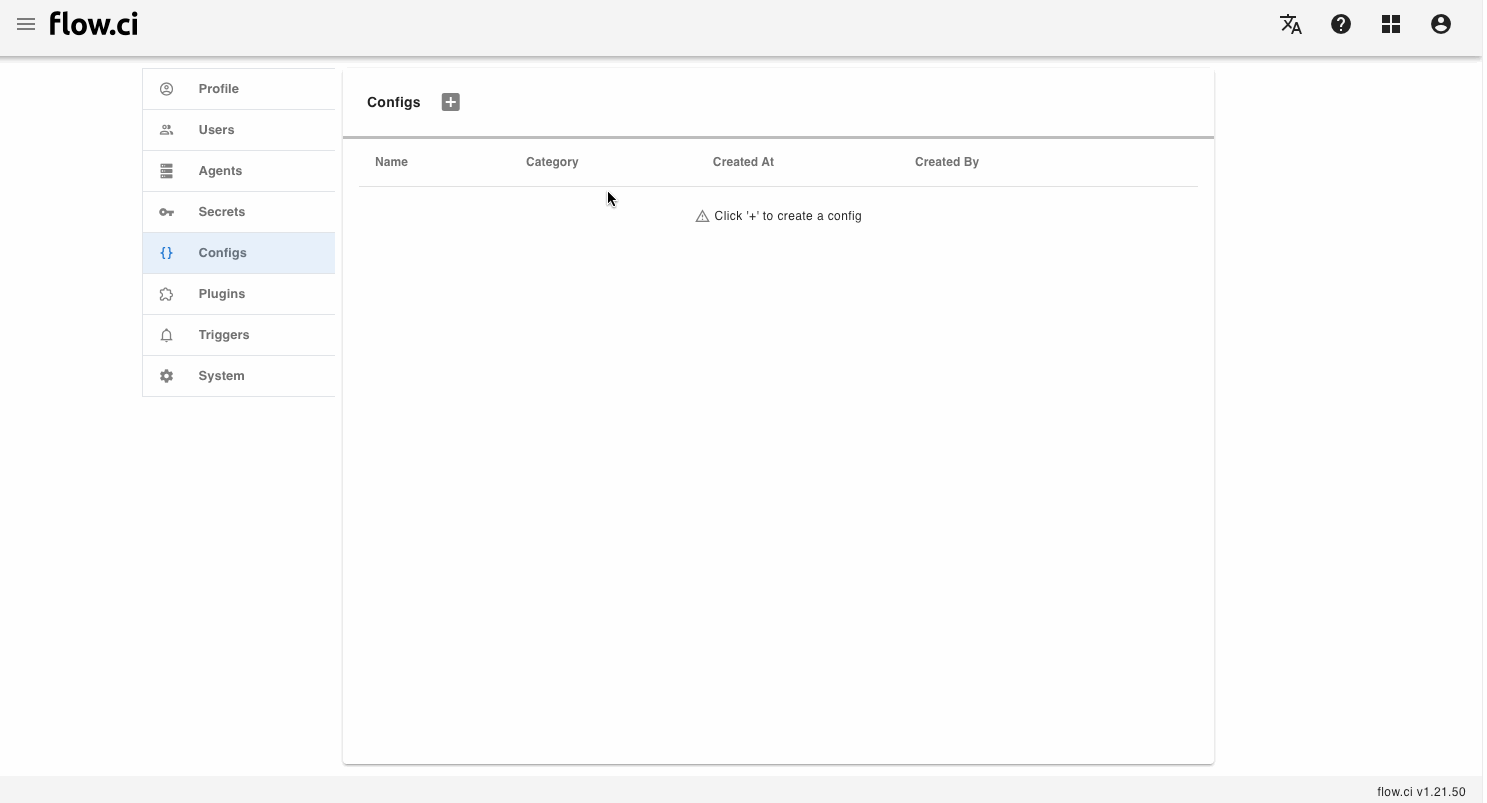 flow.ci
Profile
Users
Agents
Secrets
Configs
Plugins
Triggers
System
Configs
Name Category Created At Created By
Click '+' to create a config
flow.ci v1.21.50